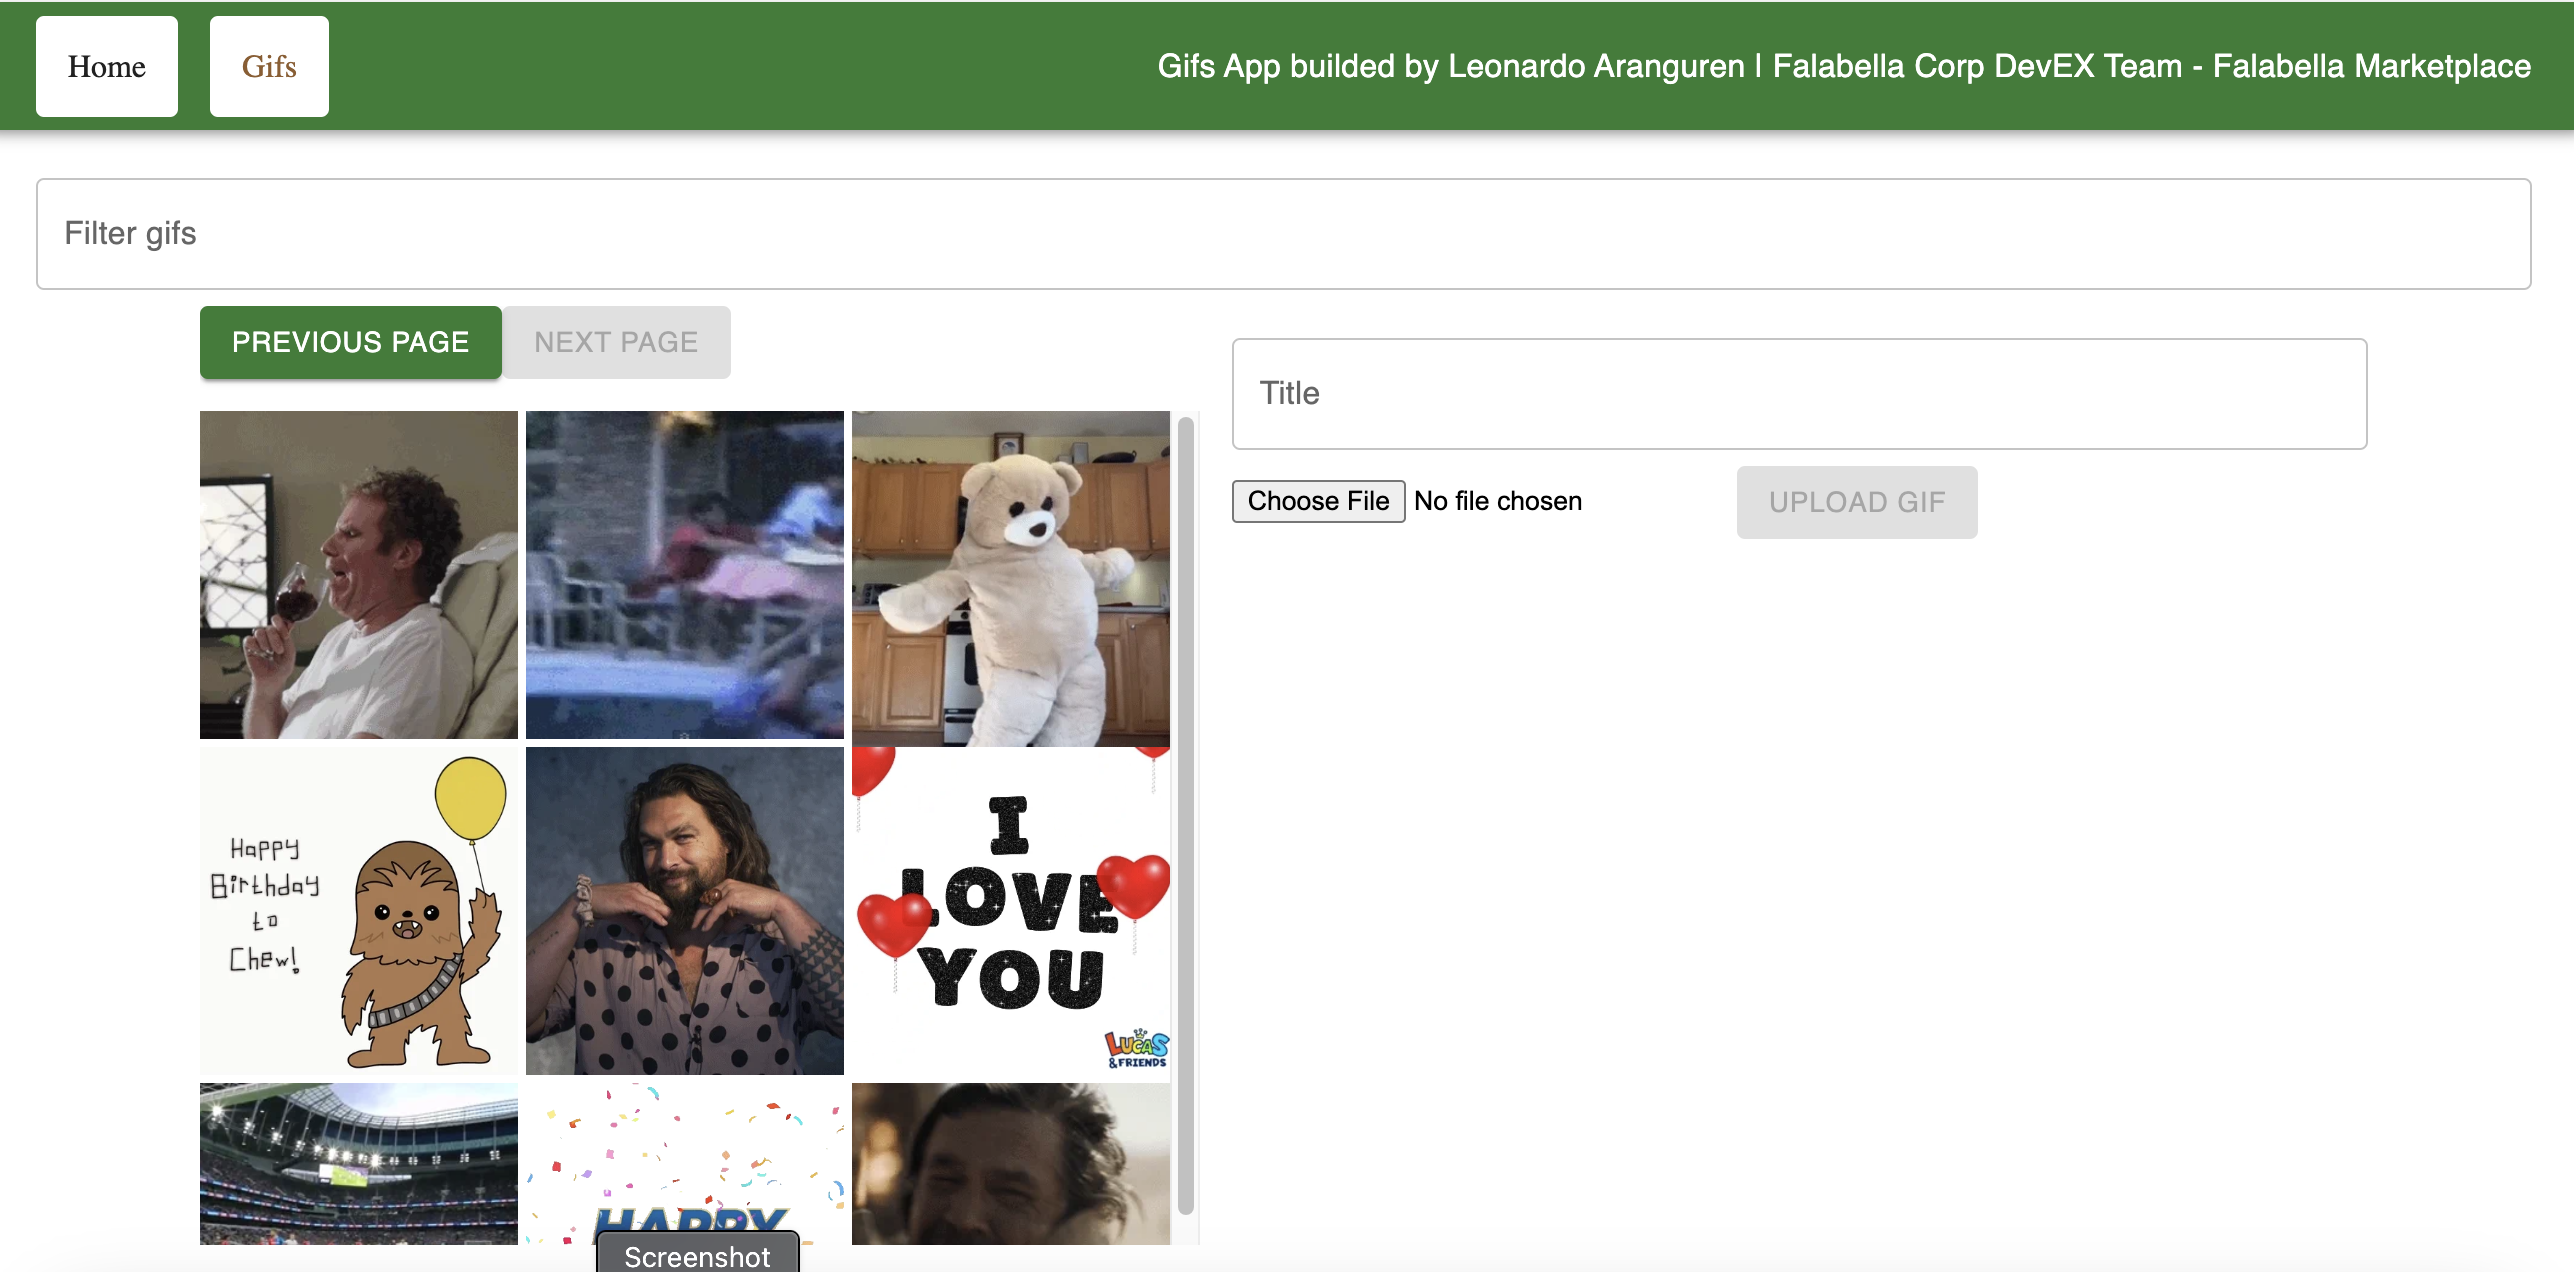 Home
Gifs
Gifs App builded by Leonardo Aranguren | Falabella Corp DevEX Team - Falabella Marketplace
Filter gifs
PREVIOUS PAGE
NEXT PAGE
Title
Choose File No file chosen
UPLOAD GIF
Happy
Birthday
to
Chew!
I
LOVE
YOU
LUCAS
&FRIENDS
HAPPY
Screenshot